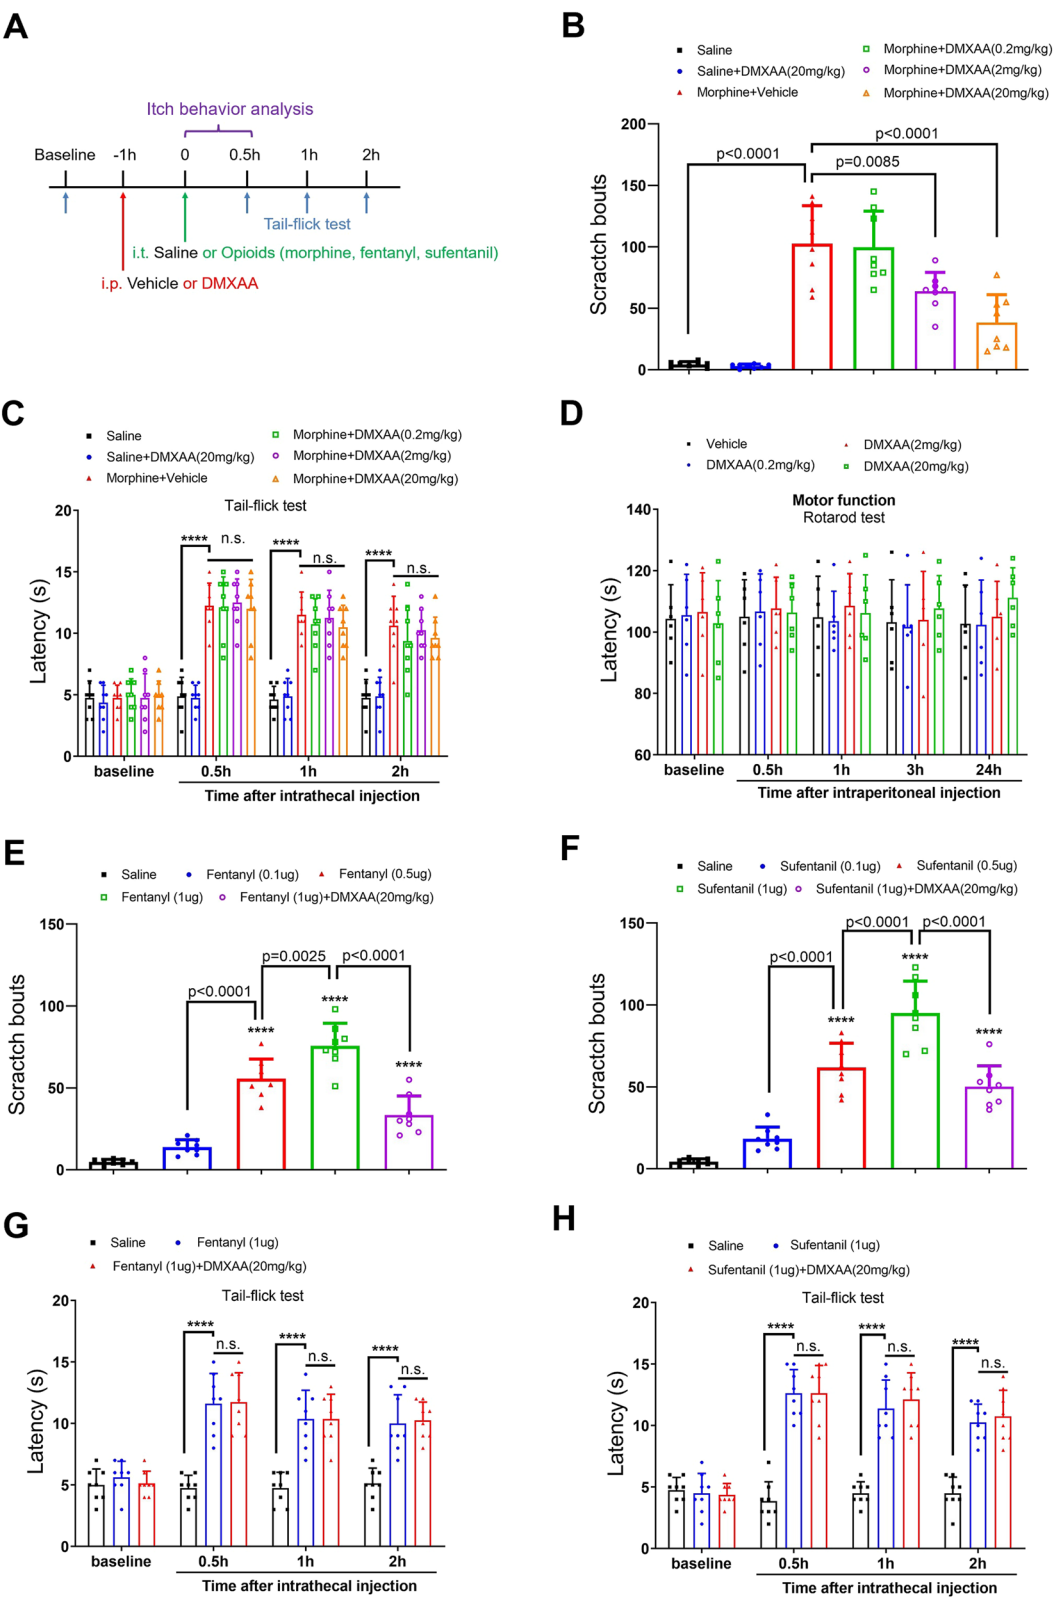 A
Itch behavior analysis
Baseline -1h 0 0.5h 1h 2h
Tail-flick test
i.t. Saline or Opioids (morphine, fentanyl, sufentanil)
i.p. Vehicle or DMXAA
B
Saline
Saline+DMXAA(20mg/kg)
Morphine+Vehicle
Morphine+DMXAA(0.2mg/kg)
Morphine+DMXAA(2mg/kg)
Morphine+DMXAA(20mg/kg)
Scractch bouts
200
150
100
50
0
p<0.0001
p<0.0001
p=0.0085
C
Saline
Saline+DMXAA(20mg/kg)
Morphine+Vehicle
Morphine+DMXAA(0.2mg/kg)
Morphine+DMXAA(2mg/kg)
Morphine+DMXAA(20mg/kg)
Tail-flick test
Latency (s)
20
15
10
5
0
**** n.s.
**** n.s.
**** n.s.
baseline 0.5h 1h 2h
Time after intrathecal injection
D
Vehicle
DMXAA(0.2mg/kg)
DMXAA(2mg/kg)
DMXAA(20mg/kg)
Motor function
Rotarod test
Latency (s)
140
120
100
80
60
baseline 0.5h 1h 3h 24h
Time after intraperitoneal injection
E
Saline Fentanyl (0.1ug) Fentanyl (0.5ug)
Fentanyl (1ug) Fentanyl (1ug)+DMXAA(20mg/kg)
Scractch bouts
150
100
50
0
p<0.0001
p=0.0025
p<0.0001
****
****
****
F
Saline Sufentanil (0.1ug) Sufentanil (0.5ug)
Sufentanil (1ug) Sufentanil (1ug)+DMXAA(20mg/kg)
Scractch bouts
150
100
50
0
p<0.0001
p<0.0001
p<0.0001
****
****
****
G
Saline Fentanyl (1ug)
Fentanyl (1ug)+DMXAA(20mg/kg)
Tail-flick test
Latency (s)
20
15
10
5
0
**** n.s.
**** n.s.
**** n.s.
baseline 0.5h 1h 2h
Time after intrathecal injection
H
Saline Sufentanil (1ug)
Sufentanil (1ug)+DMXAA(20mg/kg)
Tail-flick test
Latency (s)
20
15
10
5
0
**** n.s.
**** n.s.
**** n.s.
baseline 0.5h 1h 2h
Time after intrathecal injection